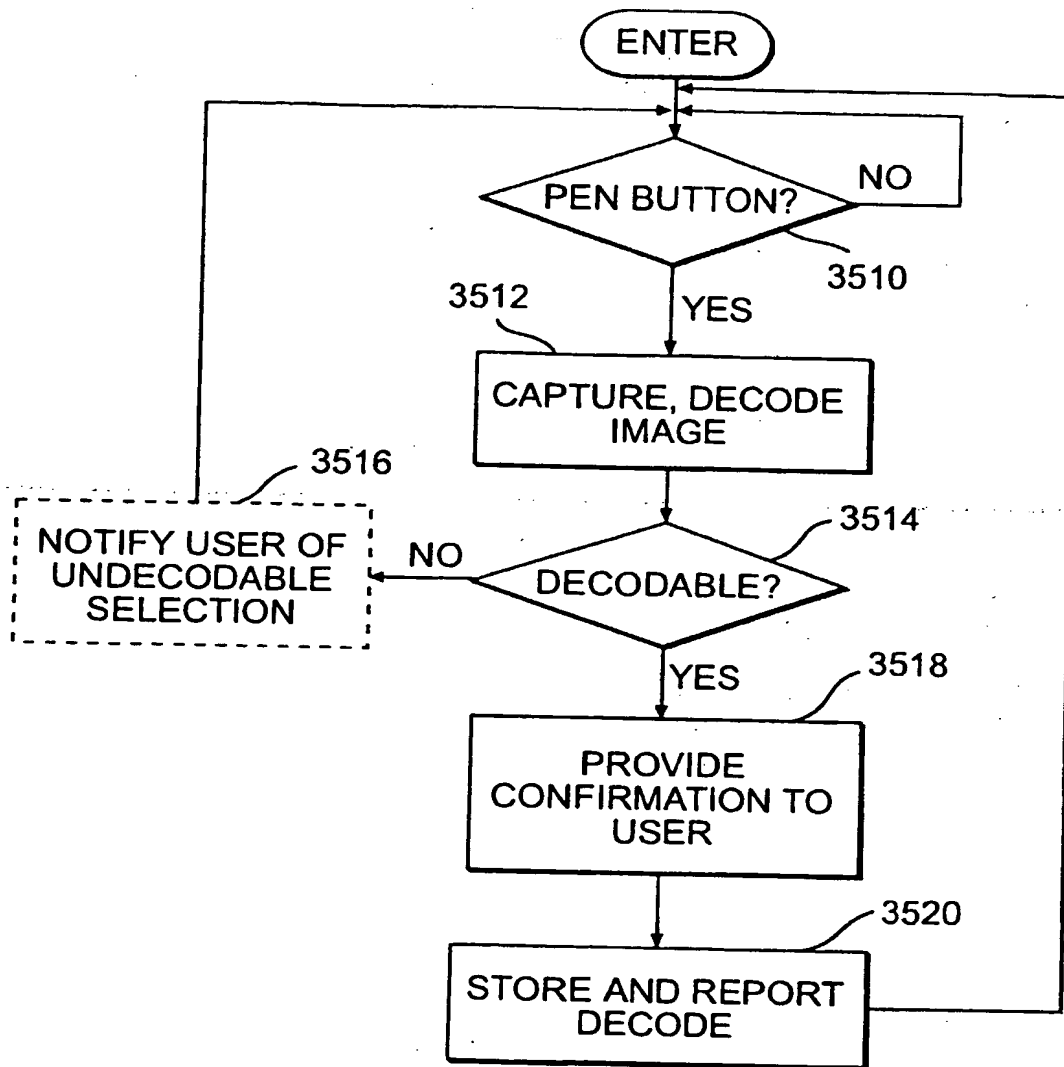 ENTER
PEN BUTTON?
NO
3510
YES
3512
CAPTURE, DECODE
IMAGE
3516
NOTIFY USER OF
UNDECODABLE
SELECTION
NO
DECODABLE?
3514
YES
3518
PROVIDE
CONFIRMATION TO
USER
3520
STORE AND REPORT
DECODE